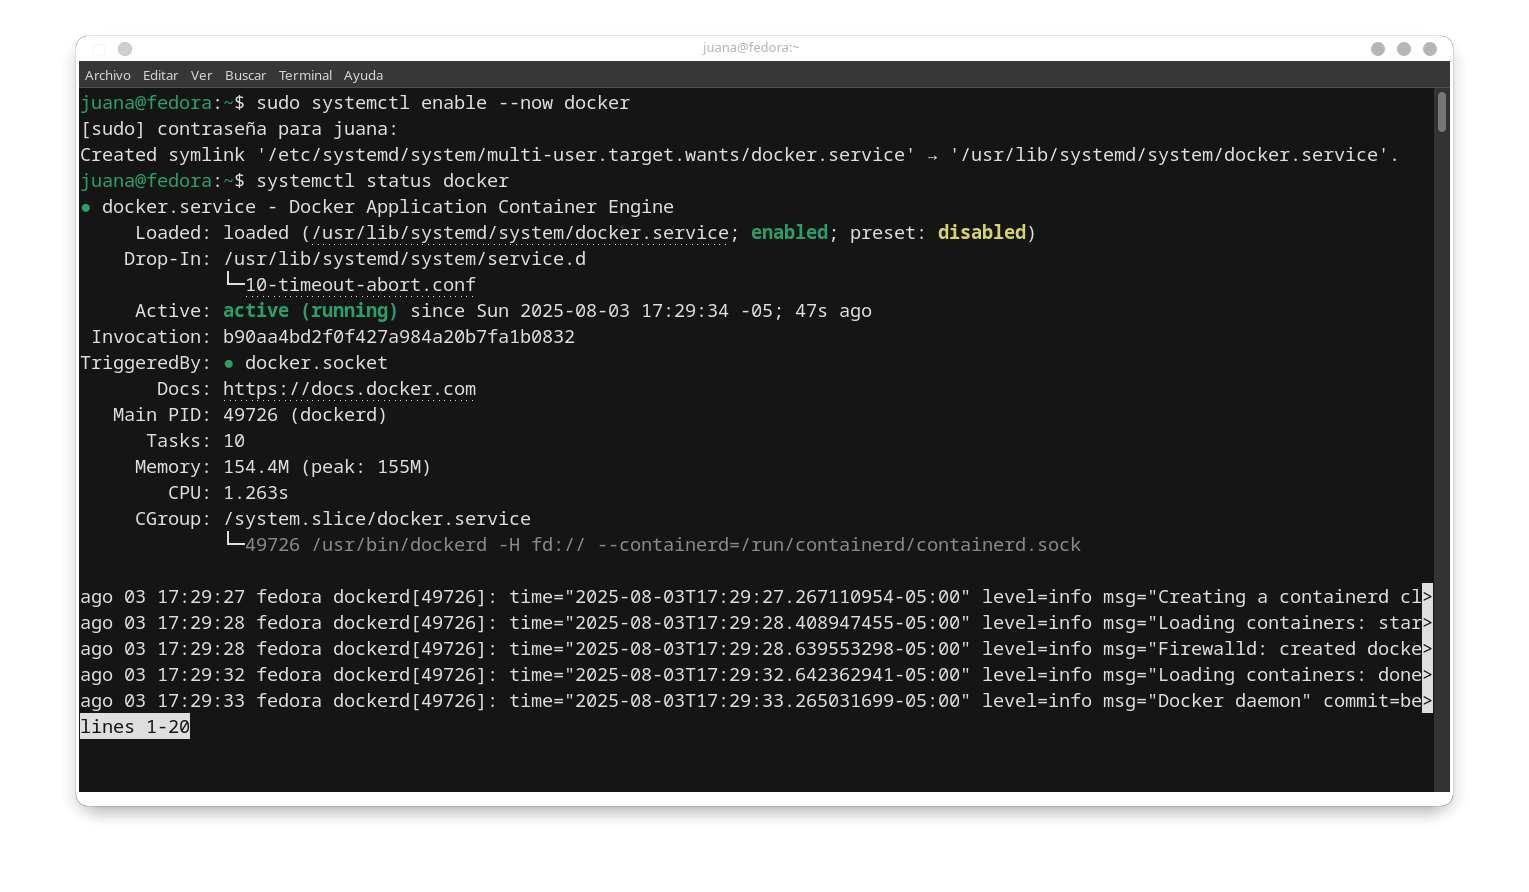 juana@fedora:~
Archivo Editar Ver Buscar Terminal Ayuda
juana@fedora:~$ sudo systemctl enable --now docker
[sudo] contraseña para juana:
Created symlink '/etc/systemd/system/multi-user.target.wants/docker.service' → '/usr/lib/systemd/system/docker.service'.
juana@fedora:~$ systemctl status docker
● docker.service - Docker Application Container Engine
     Loaded: loaded (/usr/lib/systemd/system/docker.service; enabled; preset: disabled)
    Drop-In: /usr/lib/systemd/system/service.d
             └─10-timeout-abort.conf
     Active: active (running) since Sun 2025-08-03 17:29:34 -05; 47s ago
 Invocation: b90aa4bd2f0f427a984a20b7fa1b0832
TriggeredBy: ● docker.socket
       Docs: https://docs.docker.com
   Main PID: 49726 (dockerd)
      Tasks: 10
     Memory: 154.4M (peak: 155M)
        CPU: 1.263s
     CGroup: /system.slice/docker.service
             └─49726 /usr/bin/dockerd -H fd:// --containerd=/run/containerd/containerd.sock
ago 03 17:29:27 fedora dockerd[49726]: time="2025-08-03T17:29:27.267110954-05:00" level=info msg="Creating a containerd cl>
ago 03 17:29:28 fedora dockerd[49726]: time="2025-08-03T17:29:28.408947455-05:00" level=info msg="Loading containers: star>
ago 03 17:29:28 fedora dockerd[49726]: time="2025-08-03T17:29:28.639553298-05:00" level=info msg="Firewalld: created docke>
ago 03 17:29:32 fedora dockerd[49726]: time="2025-08-03T17:29:32.642362941-05:00" level=info msg="Loading containers: done>
ago 03 17:29:33 fedora dockerd[49726]: time="2025-08-03T17:29:33.265031699-05:00" level=info msg="Docker daemon" commit=be>
lines 1-20